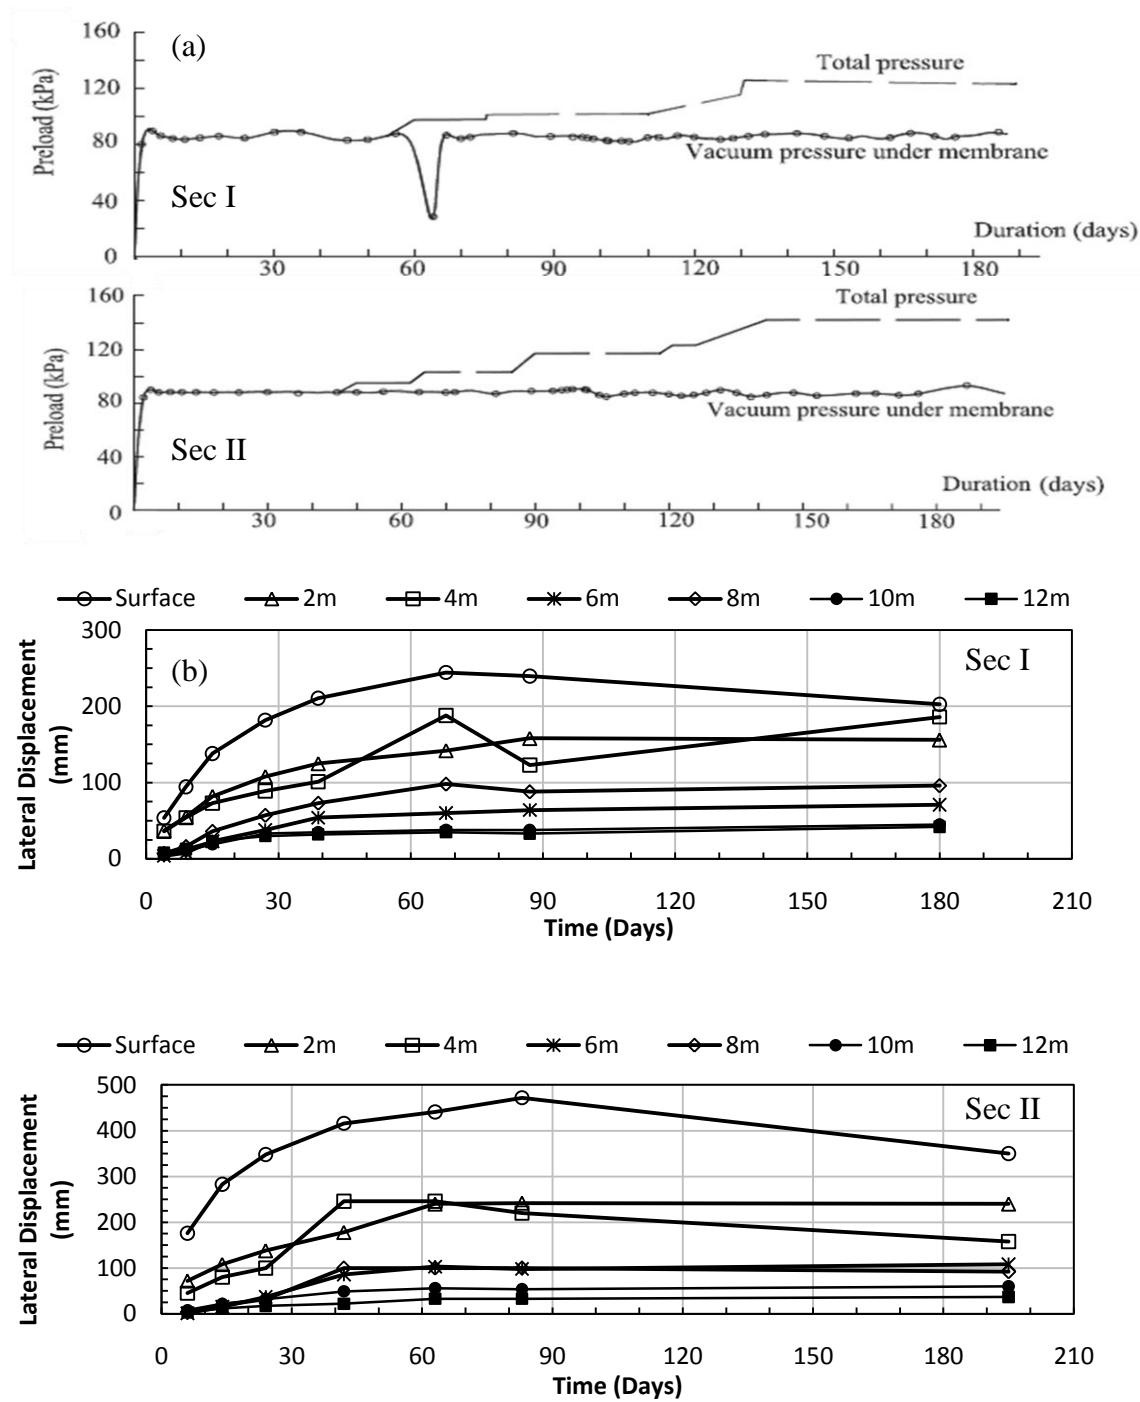 160
(a)
Total pressure
120
Preload (kPa)
80
Vacuum pressure under membrane
Sec I
40
Duration (days)
0
30 60 90 120 150 180
160
Total pressure
120
Preload (kPa)
80
Vacuum pressure under membrane
Sec II
40
Duration (days)
0
30 60 90 120 150 180
Surface 2m 4m 6m 8m 10m 12m
300
(b)
Sec I
200
Lateral Displacement
(mm)
100
0
0 30 60 90 120 150 180 210
Time (Days)
Surface 2m 4m 6m 8m 10m 12m
500
Sec II
400
300
Lateral Displacement
(mm)
200
100
0
0 30 60 90 120 150 180 210
Time (Days)